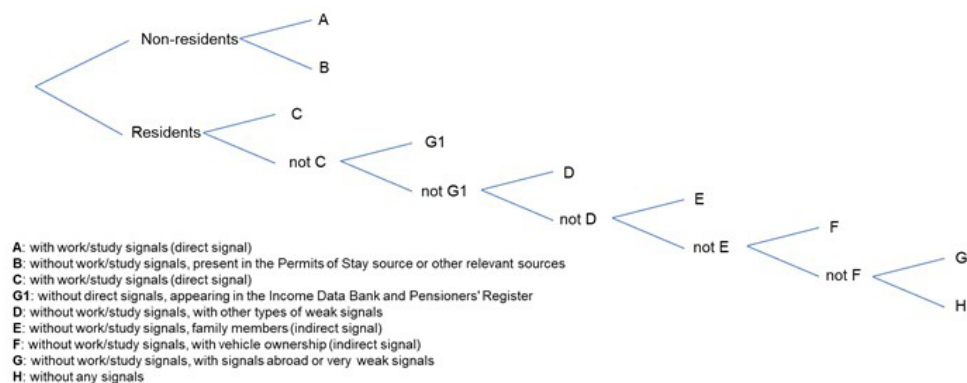 A
Non-residents
B
C
Residents
G1
not C
D
not G1
E
not D
F
not E
G
not F
H
A: with work/study signals (direct signal)
B: without work/study signals, present in the Permits of Stay source or other relevant sources
C: with work/study signals (direct signal)
G1: without direct signals, appearing in the Income Data Bank and Pensioners' Register
D: without work/study signals, with other types of weak signals
E: without work/study signals, family members (indirect signal)
F: without work/study signals, with vehicle ownership (indirect signal)
G: without work/study signals, with signals abroad or very weak signals
H: without any signals